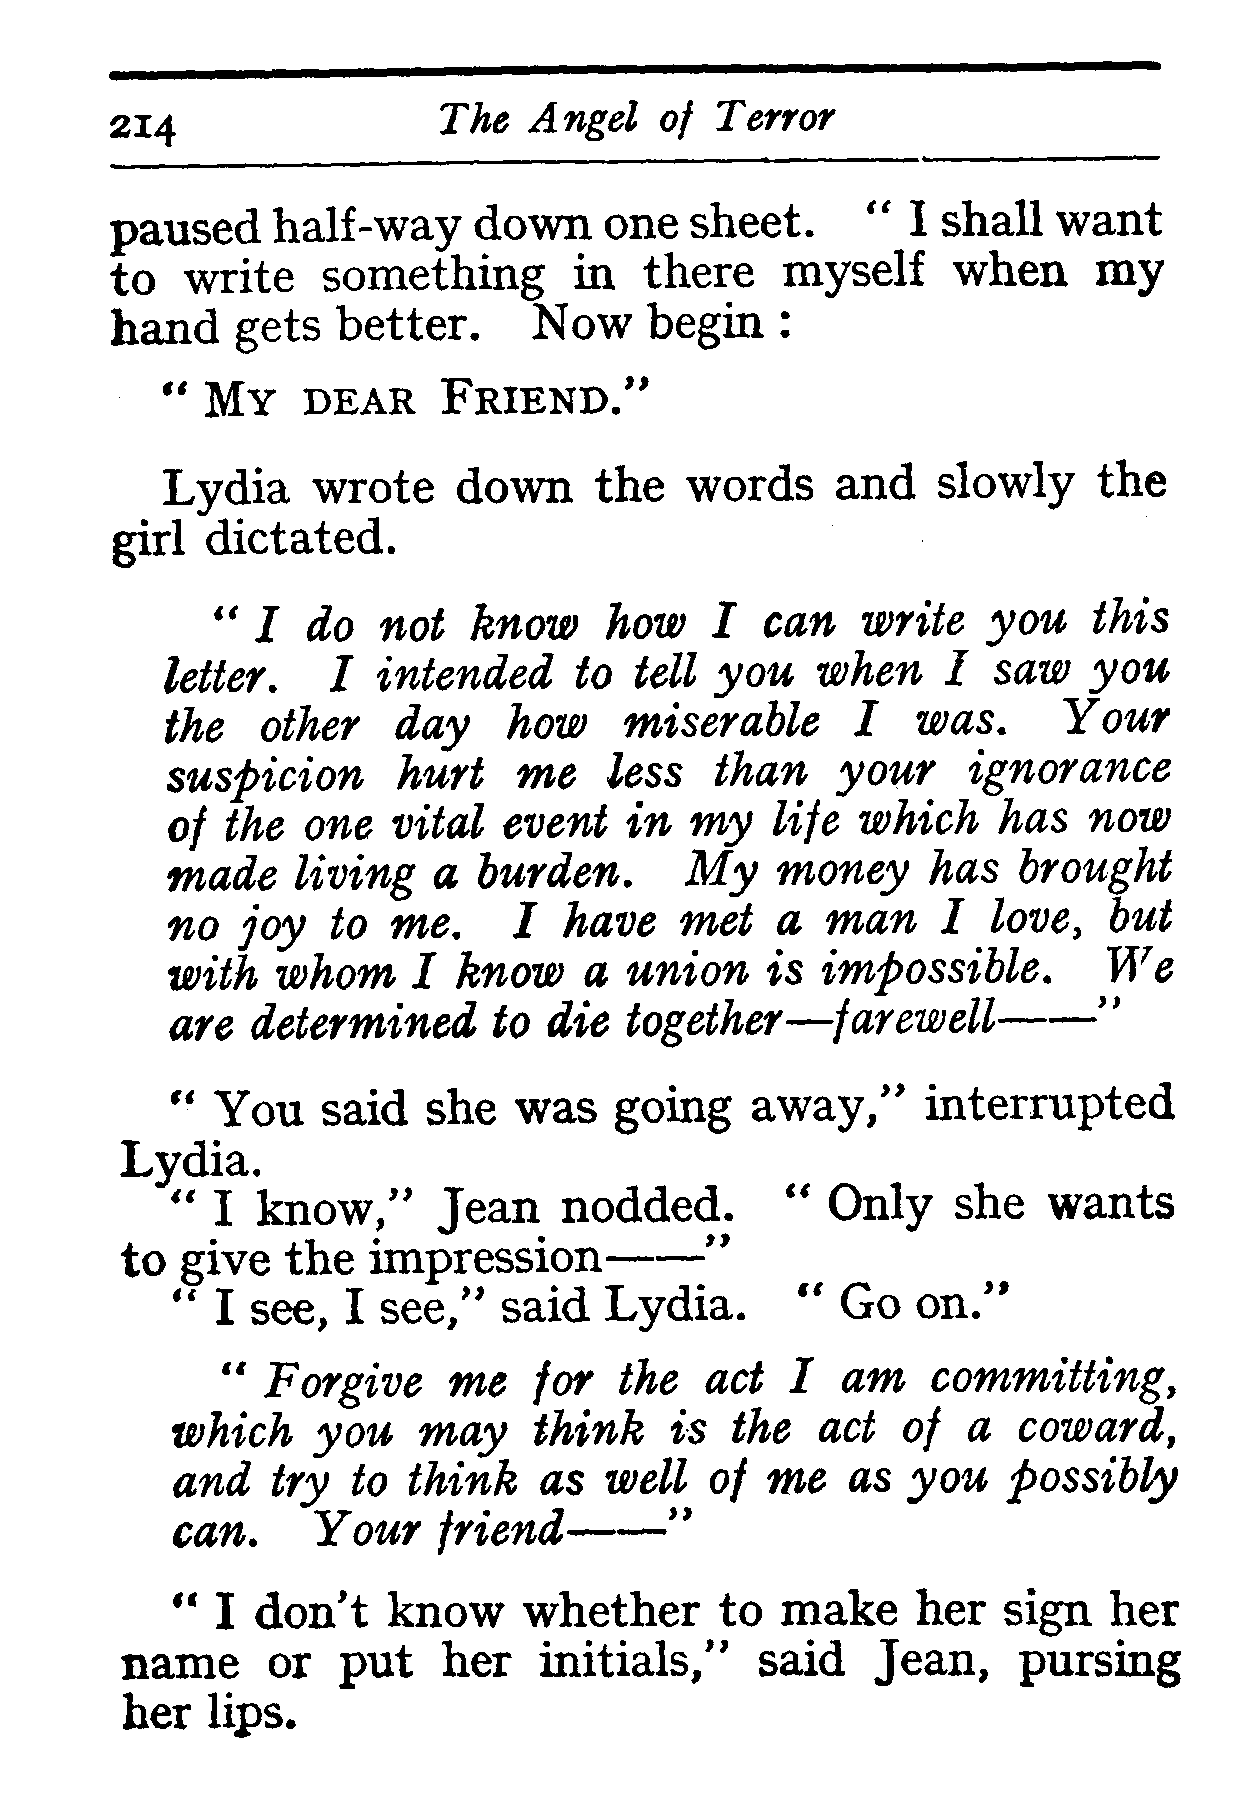 214 The Angel of Terror
paused half-way down one sheet. " I shall want
to write something in there myself when my
hand gets better. Now begin :
" MY DEAR FRIEND."
Lydia wrote down the words and slowly the
girl dictated.
" I do not know how I can write you this
letter. I intended to tell you when I saw you
the other day how miserable I was. Your
suspicion hurt me less than your ignorance
of the one vital event in my life which has now
made living a burden. My money has brought
no joy to me. I have met a man I love, but
with whom I know a union is impossible. We
are determined to die together—farewell——"
" You said she was going away," interrupted
Lydia.
" I know," Jean nodded. " Only she wants
to give the impression——"
" I see, I see," said Lydia. " Go on."
" Forgive me for the act I am committing,
which you may think is the act of a coward,
and try to think as well of me as you possibly
can. Your friend——"
" I don't know whether to make her sign her
name or put her initials," said Jean, pursing
her lips.